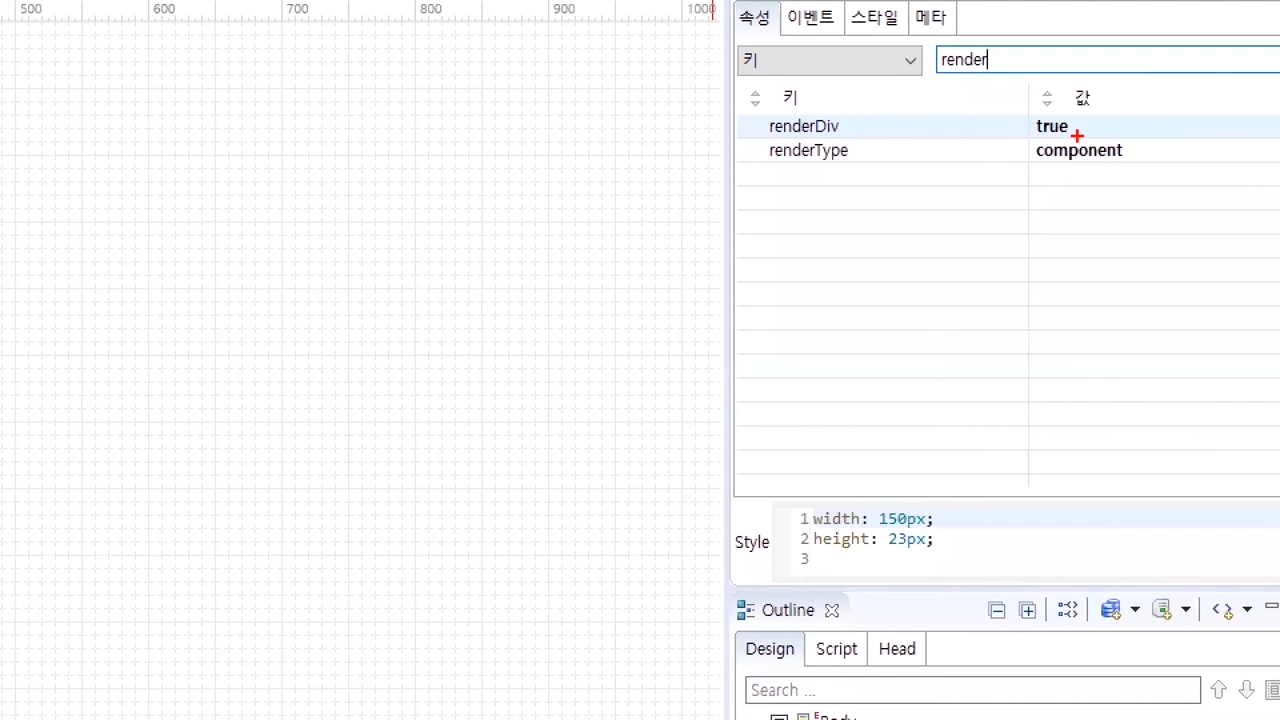 500 600 700 800 900 1000
속성 이벤트 스타일 메타
키 render
키 값
renderDiv true
renderType component
1 width: 150px;
Style
2 height: 23px;
3
Outline
Design Script Head
Search ...
Body